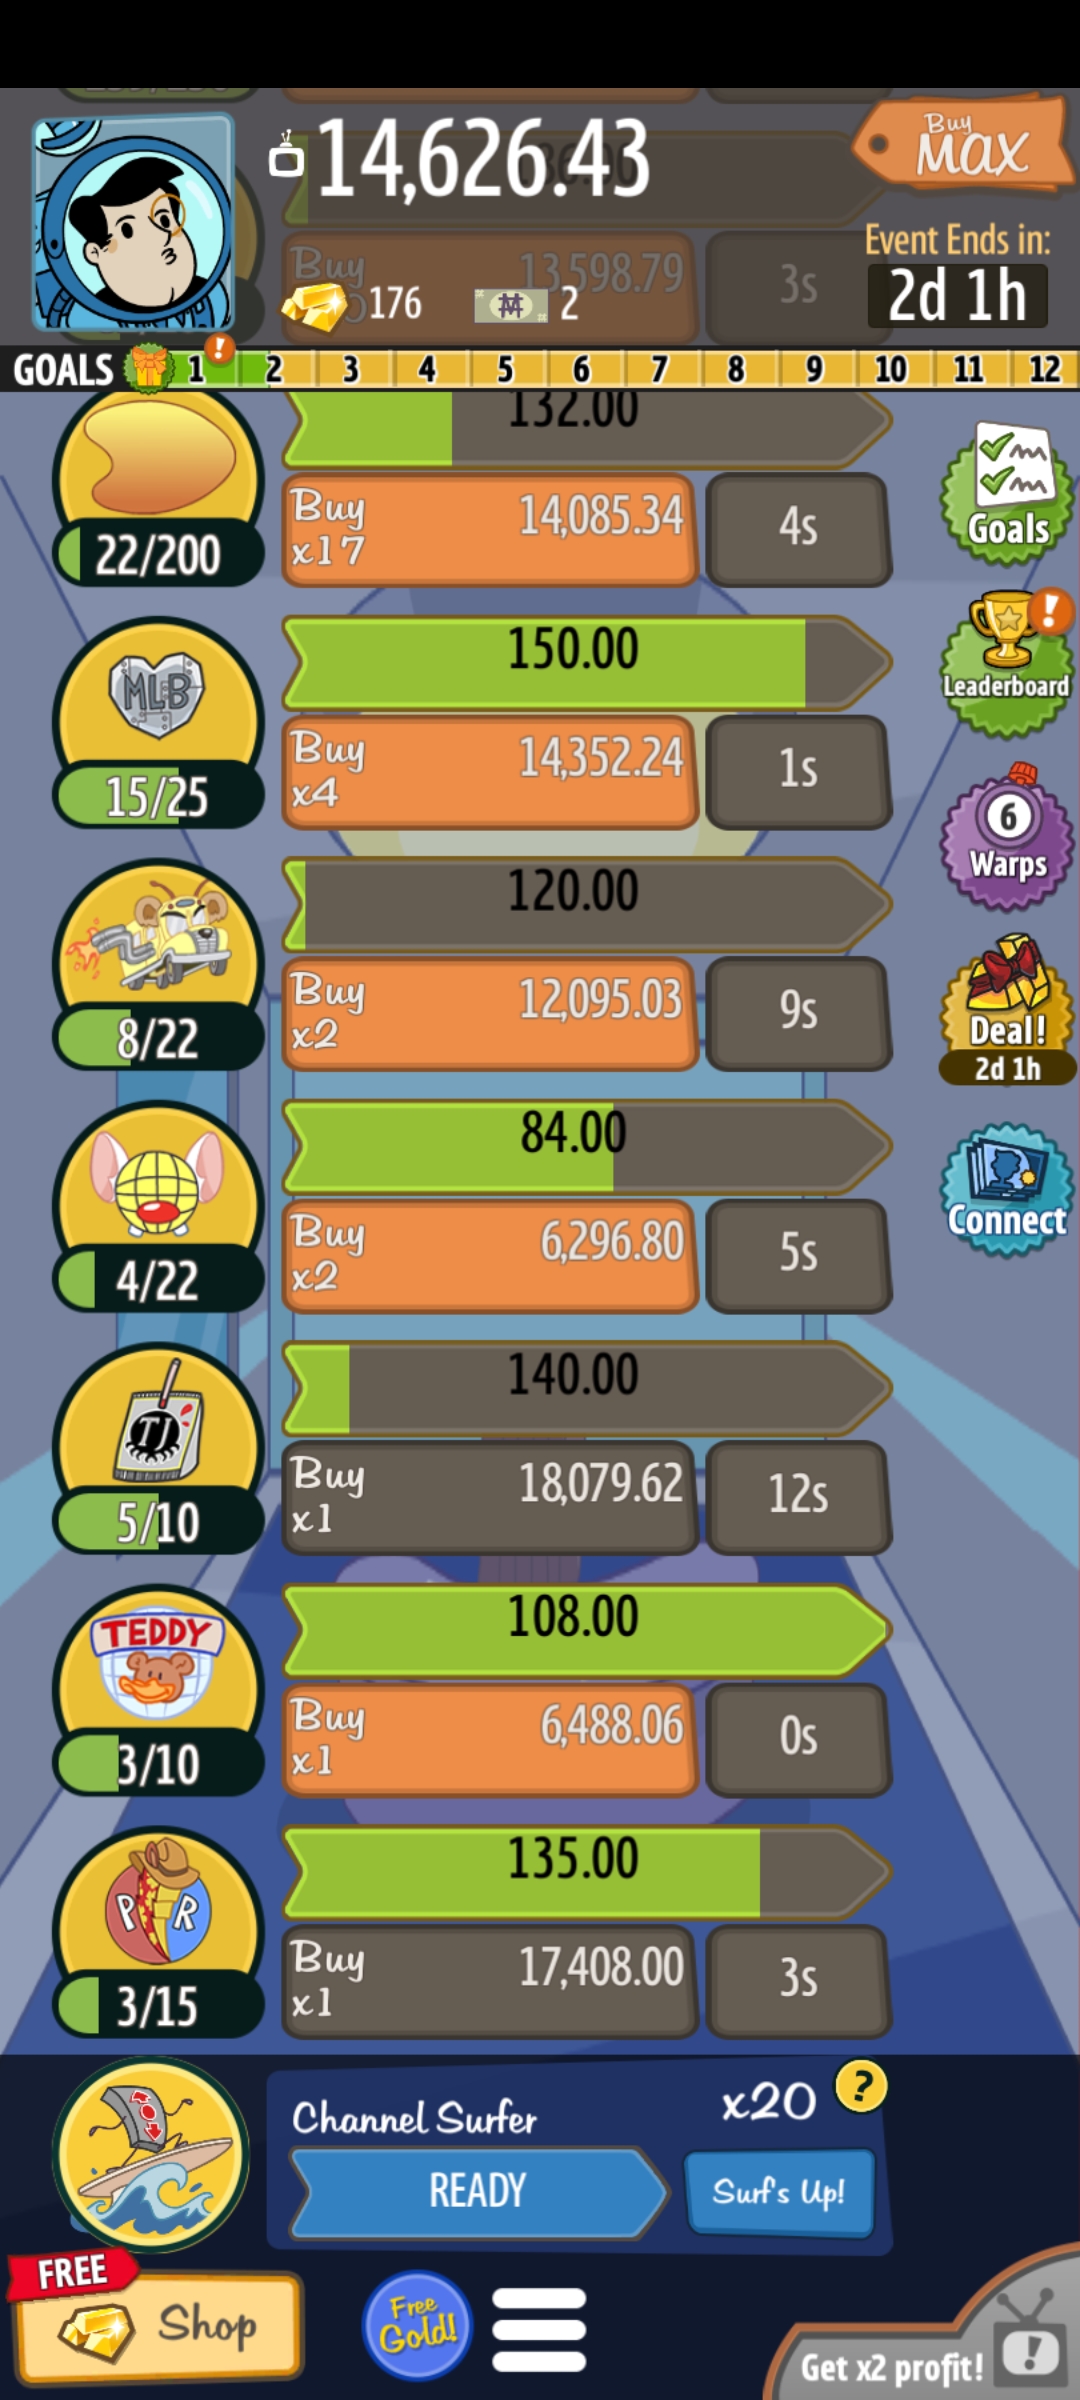 14,626.43
Buy
MAX
Event Ends in:
2d 1h
Buy
13,598.79
3s
176
2
GOALS 1 ! 2 3 4 5 6 7 8 9 10 11 12
132.00
Buy
x17
14,085.34
4s
22/200
Goals
MLB
150.00
Buy
x4
14,352.24
1s
15/25
!
Leaderboard
6
Warps
120.00
Buy
x2
12,095.03
9s
8/22
Deal!
2d 1h
84.00
Buy
x2
6,296.80
5s
4/22
Connect
TJ
140.00
Buy
x1
18,079.62
12s
5/10
TEDDY
108.00
Buy
x1
6,488.06
0s
3/10
P R
135.00
Buy
x1
17,408.00
3s
3/15
Channel Surfer
x20
?
READY
Surf's Up!
FREE
Shop
Free
Gold!
Get x2 profit!
!